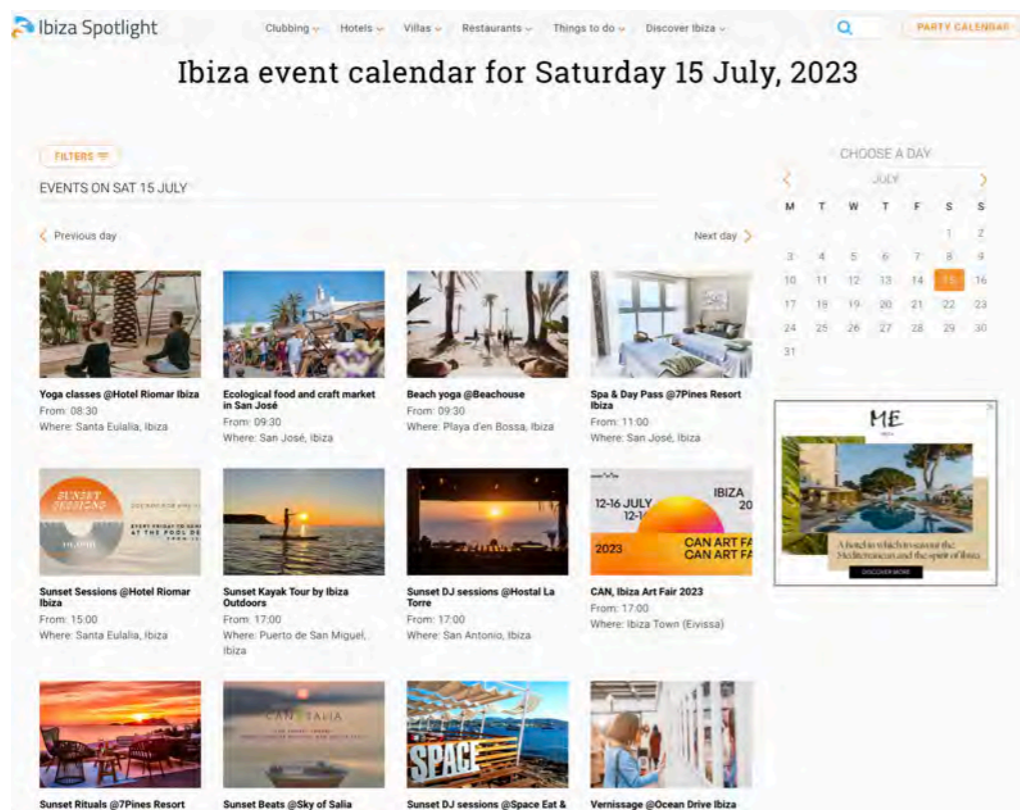 Ibiza Spotlight
Clubbing Hotels Villas Restaurants Things to do Discover Ibiza
PARTY CALENDAR
Ibiza event calendar for Saturday 15 July, 2023
FILTERS
EVENTS ON SAT 15 JULY
Previous day
Next day
CHOOSE A DAY
JULY
M T W T F S S
1 2
3 4 5 6 7 8 9
10 11 12 13 14 15 16
17 18 19 20 21 22 23
24 25 26 27 28 29 30
31
Yoga classes @Hotel Riomar Ibiza
From: 08:30
Where: Santa Eulalia, Ibiza
Ecological food and craft market
in San José
From: 09:30
Where: San José, Ibiza
Beach yoga @Beachouse
From: 09:30
Where: Playa d'en Bossa, Ibiza
Spa & Day Pass @7Pines Resort
Ibiza
From: 11:00
Where: San José, Ibiza
ME
A hotel in which to savour the
Mediterranean and the spirit of Ibiza
DISCOVER MORE
SUNSET
SESSIONS
EVERY FRIDAY TO
AT THE POOL DE
Sunset Sessions @Hotel Riomar
Ibiza
From: 15:00
Where: Santa Eulalia, Ibiza
Sunset Kayak Tour by Ibiza
Outdoors
From: 17:00
Where: Puerto de San Miguel,
Ibiza
Sunset DJ sessions @Hostal La
Torre
From: 17:00
Where: San Antonio, Ibiza
12-16 JULY
12-1
IBIZA
20
2023
CAN ART FA
CAN ART FA
CAN, Ibiza Art Fair 2023
From: 17:00
Where: Ibiza Town (Eivissa)
SPACE
Sunset Rituals @7Pines Resort
Sunset Beats @Sky of Salia
Sunset DJ sessions @Space Eat &
Vernissage @Ocean Drive Ibiza